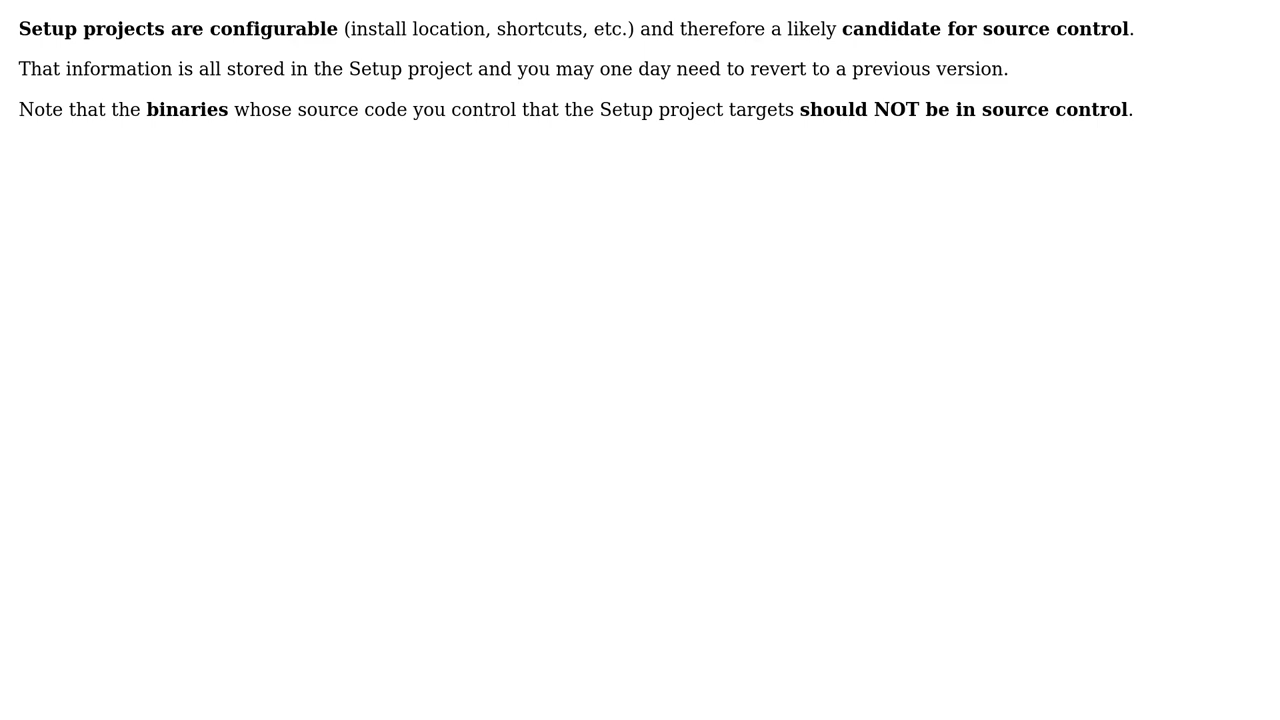 Setup projects are configurable (install location, shortcuts, etc.) and therefore a likely candidate for source control.
That information is all stored in the Setup project and you may one day need to revert to a previous version.
Note that the binaries whose source code you control that the Setup project targets should NOT be in source control.